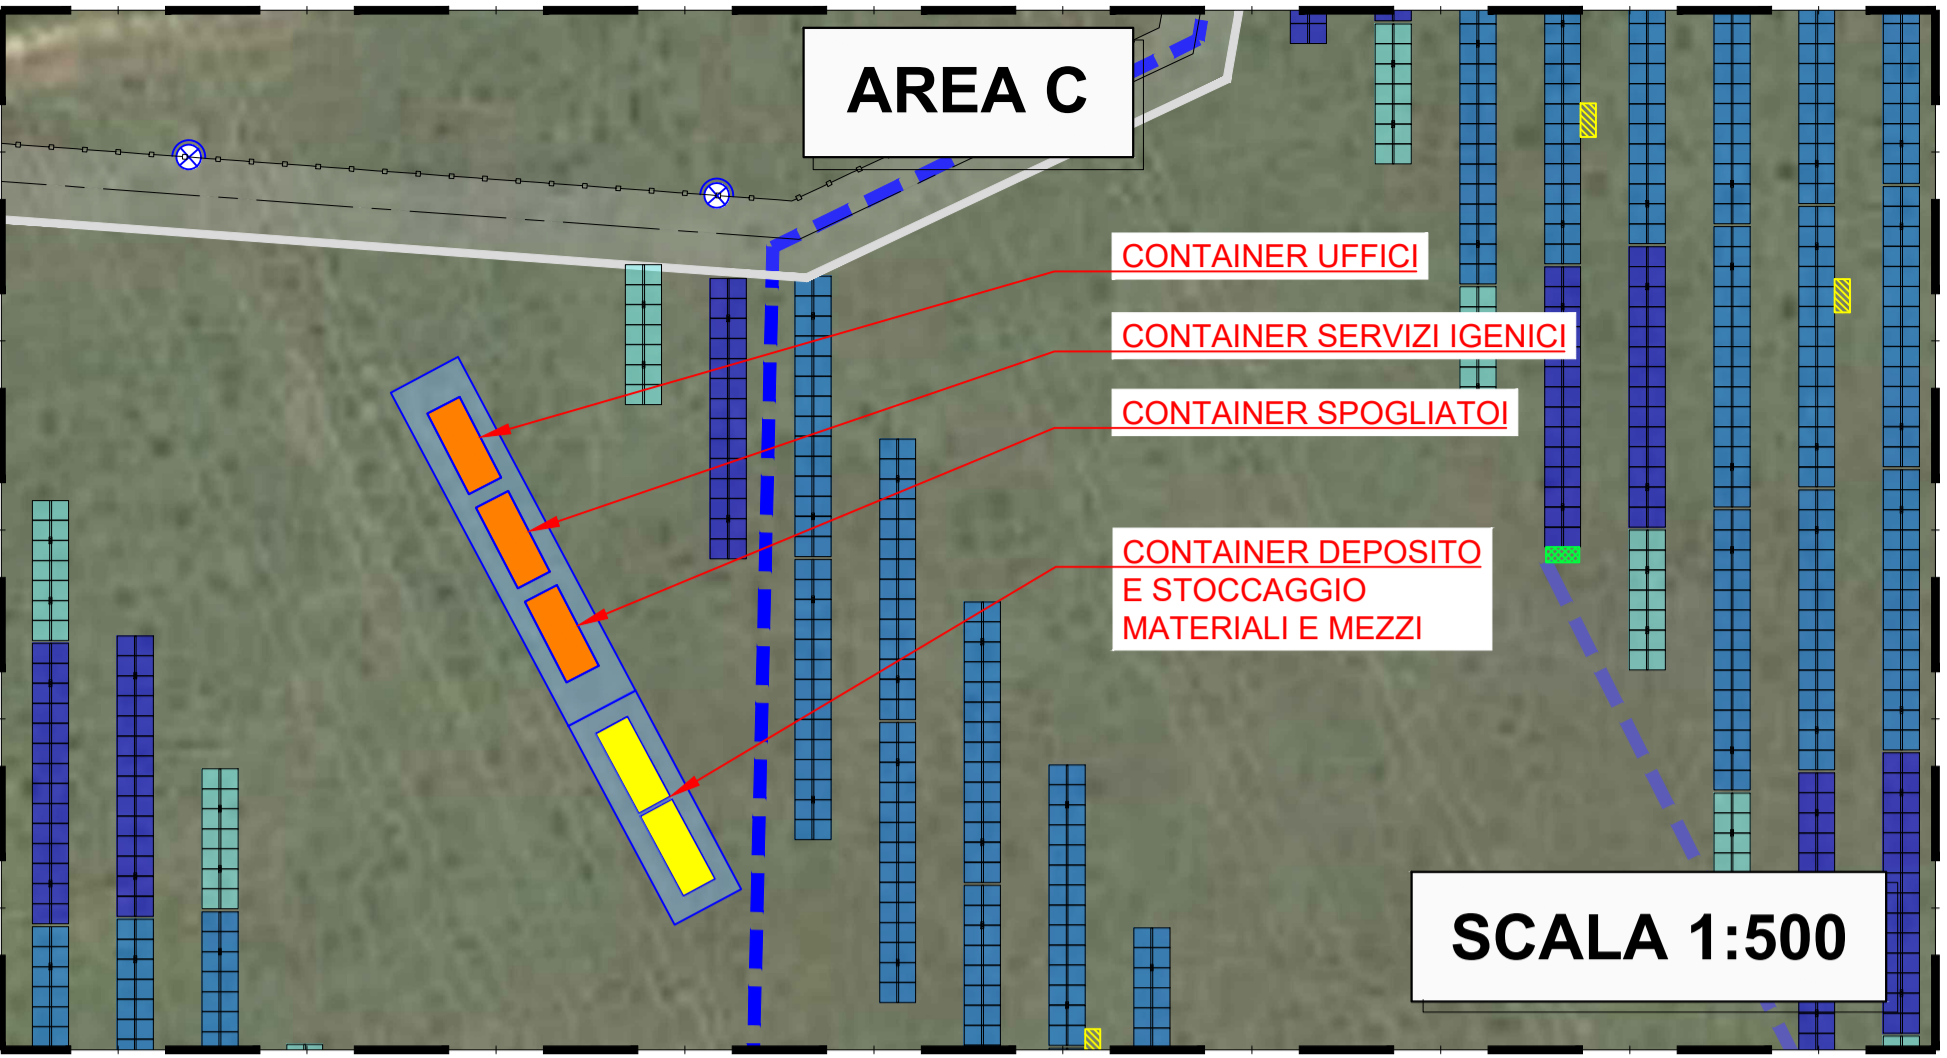 AREA C
CONTAINER UFFICI
CONTAINER SERVIZI IGENICI
CONTAINER SPOGLIATOI
CONTAINER DEPOSITO
E STOCCAGGIO
MATERIALI E MEZZI
SCALA 1:500